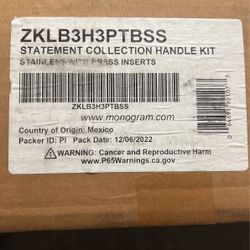 ZKLB3H3PTBSS
STATEMENT COLLECTION HANDLE KIT
STAINLESS WITH BRASS INSERTS
ZKLB3H3PTBSS
www.monogram.com
Country of Origin: Mexico
Packer ID: PI Pack Date: 12/06/2022
WARNING: Cancer and Reproductive Harm
www.P65Warnings.ca.gov